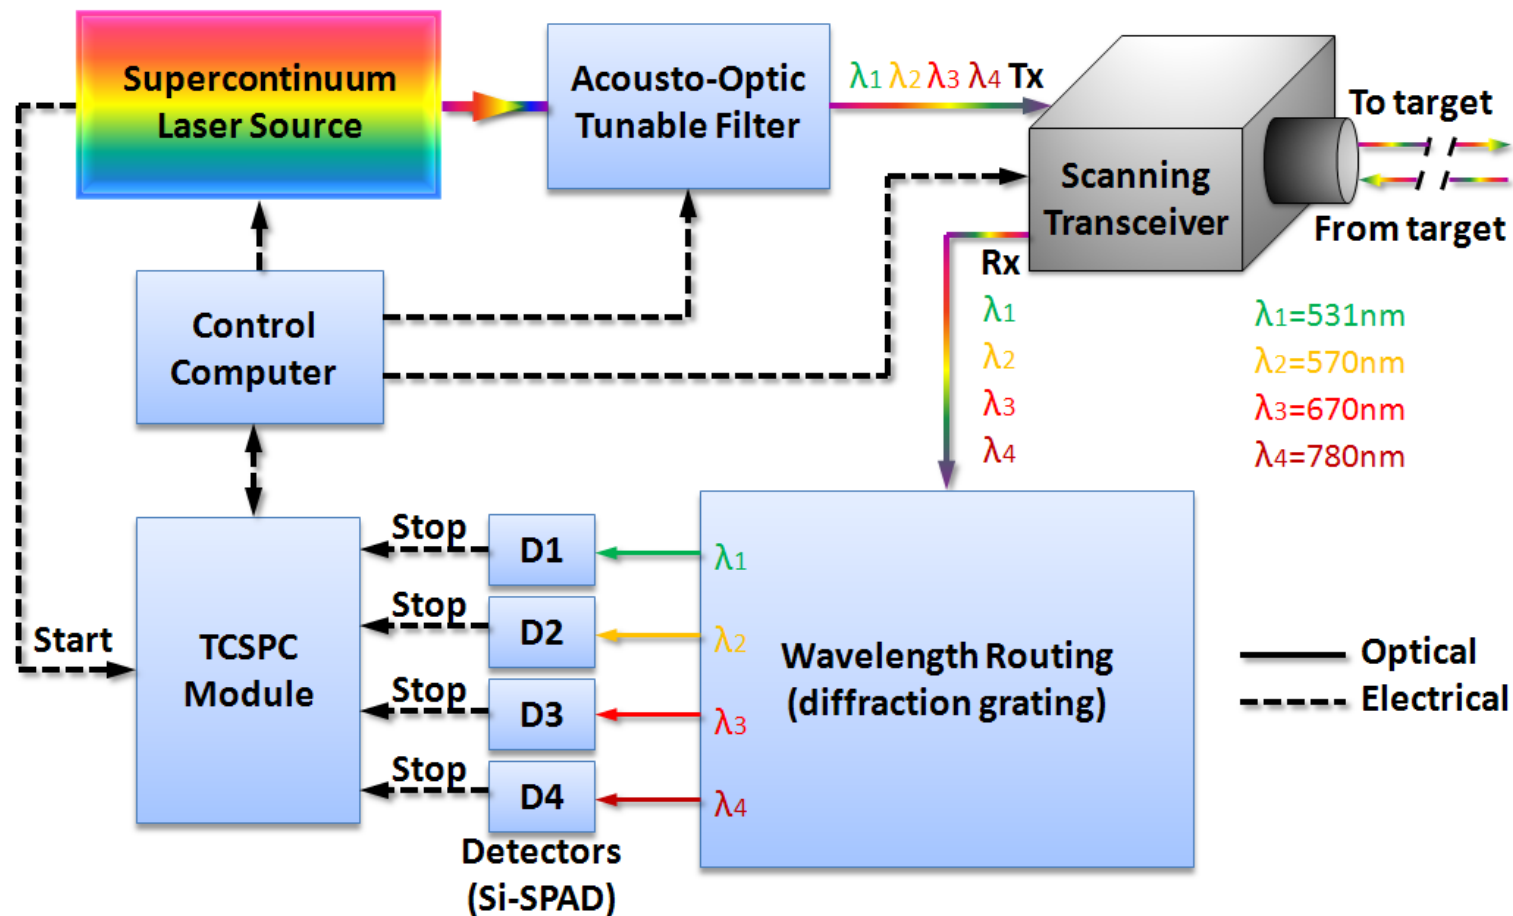 Supercontinuum
Laser Source
Acousto-Optic
Tunable Filter
λ1 λ2 λ3 λ4 Tx
To target
Scanning
Transceiver
From target
Rx
λ1
λ2
λ3
λ4
λ1=531nm
λ2=570nm
λ3=670nm
λ4=780nm
Control
Computer
Start
TCSPC
Module
Stop
Stop
Stop
Stop
D1
D2
D3
D4
Detectors
(Si-SPAD)
λ1
λ2
λ3
λ4
Wavelength Routing
(diffraction grating)
Optical
Electrical